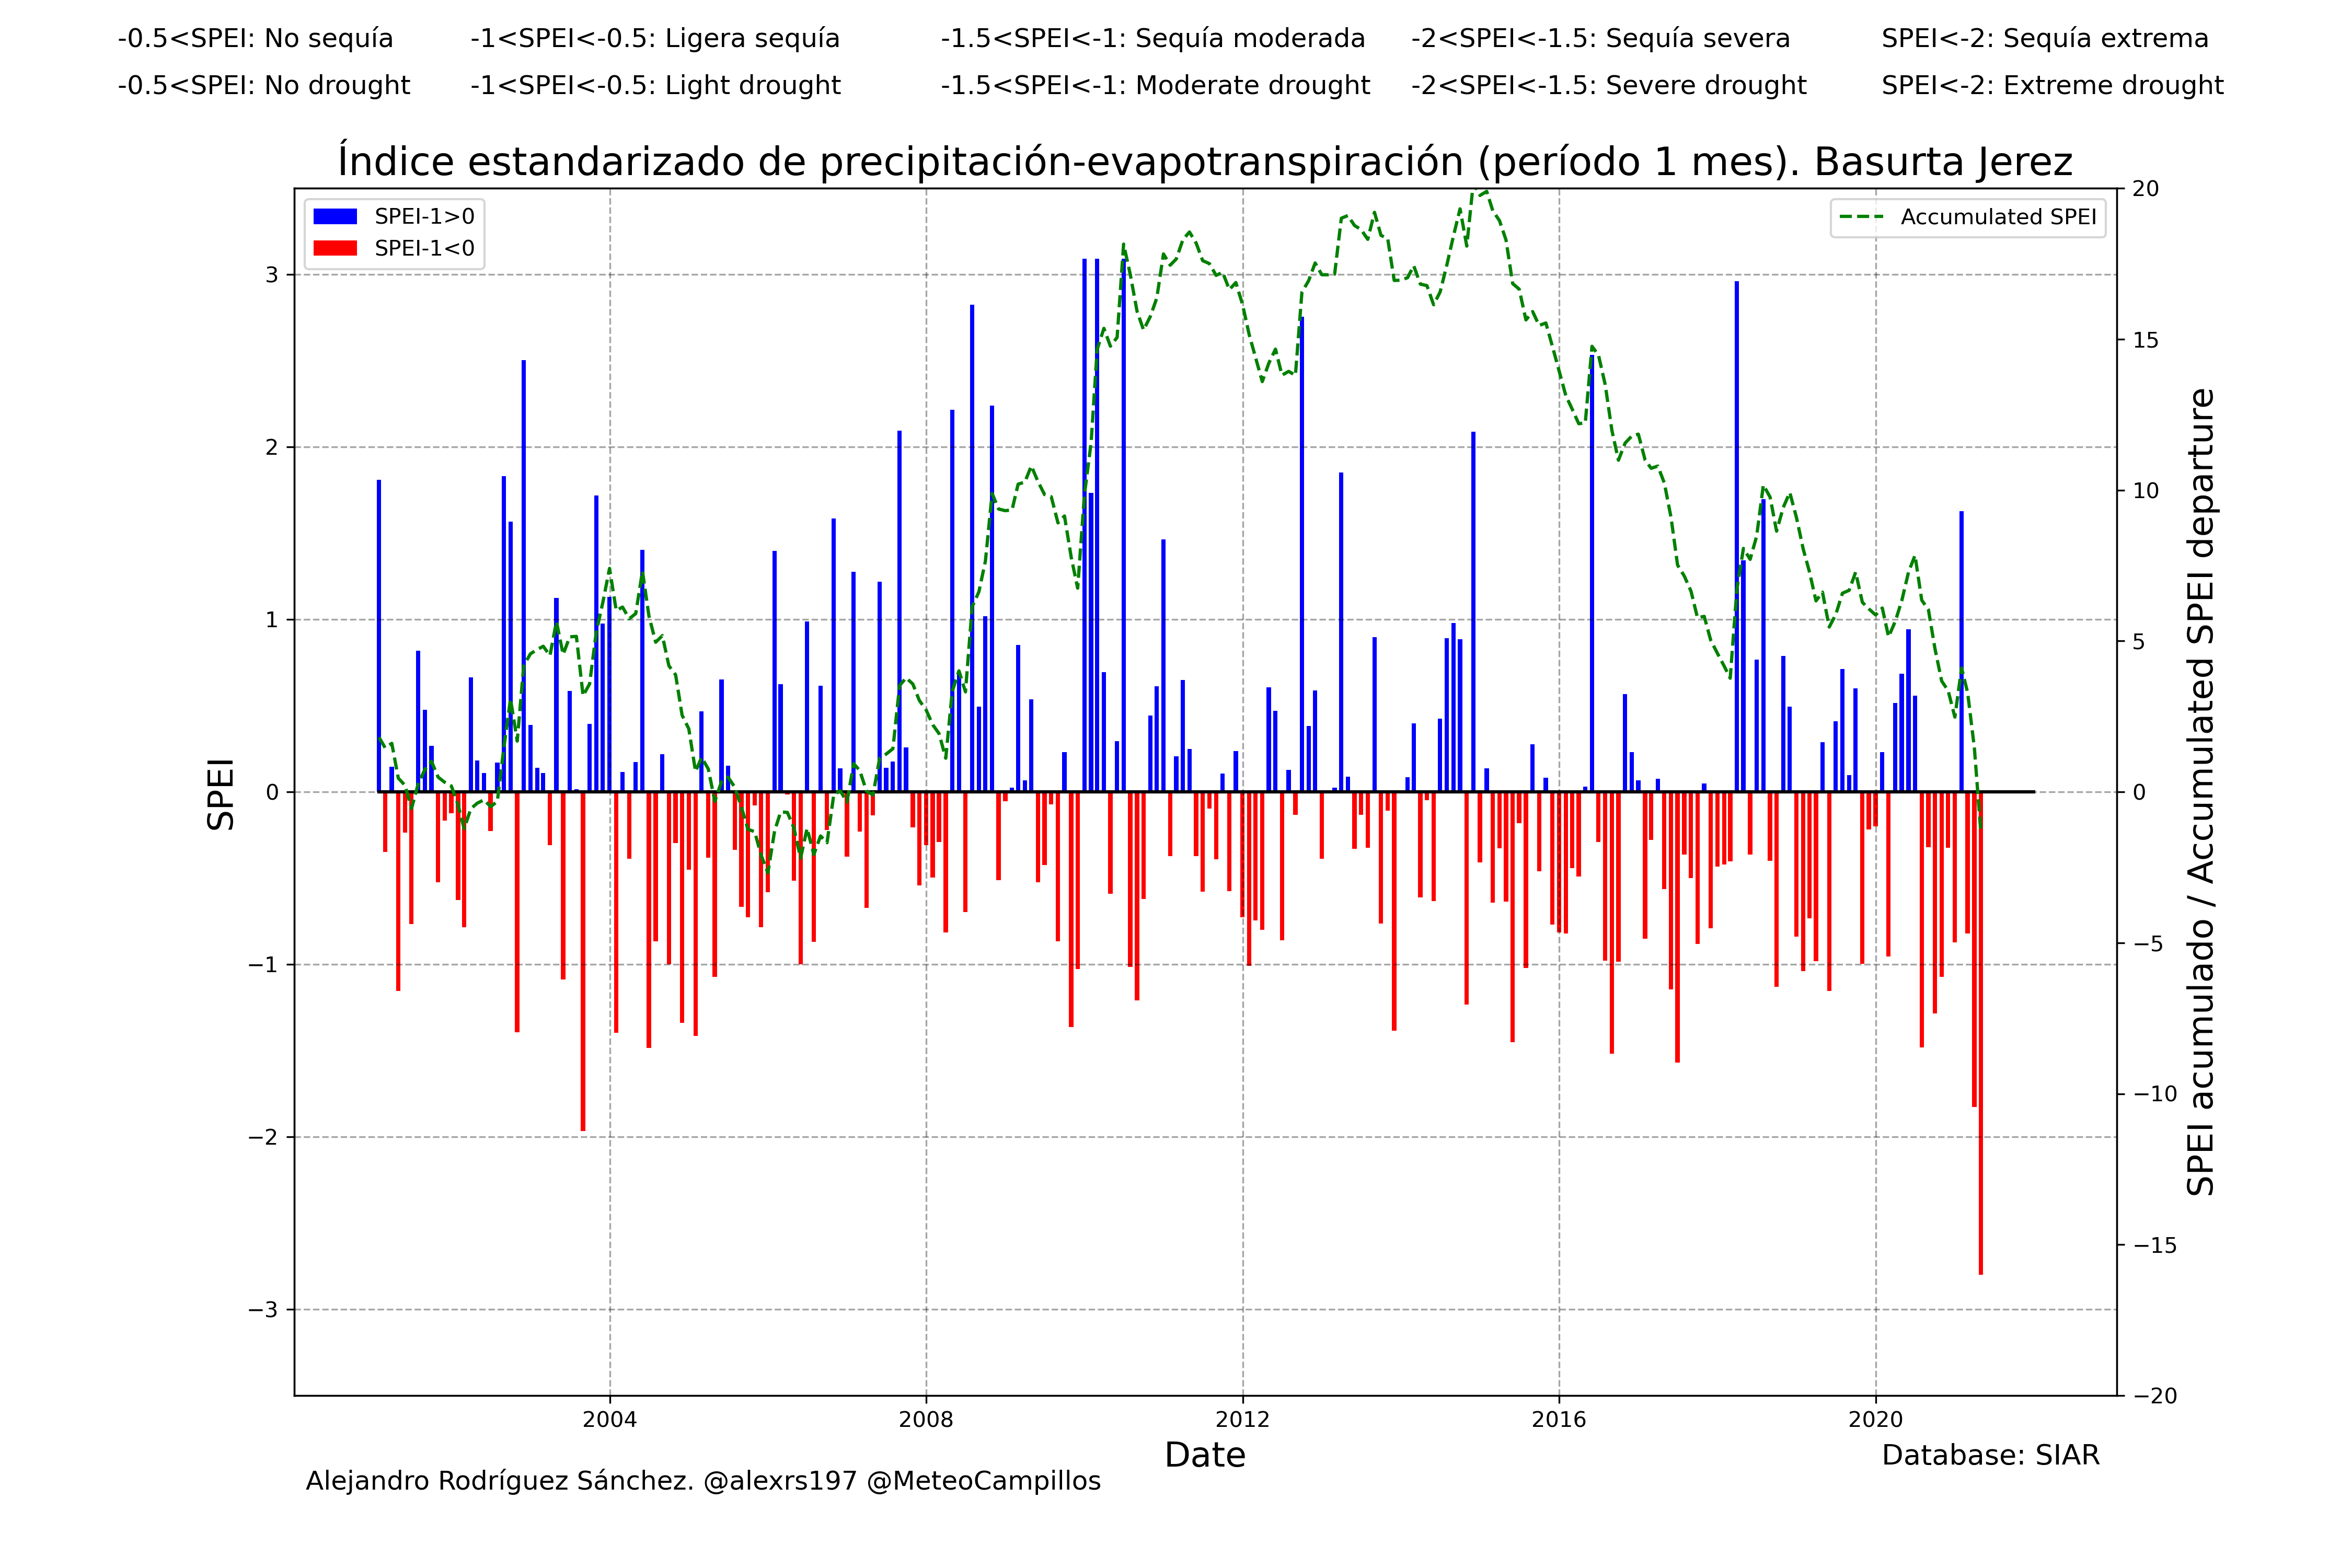 -0.5<SPEI: No sequía -1<SPEI<-0.5: Ligera sequía -1.5<SPEI<-1: Sequía moderada -2<SPEI<-1.5: Sequía severa SPEI<-2: Sequía extrema
-0.5<SPEI: No drought -1<SPEI<-0.5: Light drought -1.5<SPEI<-1: Moderate drought -2<SPEI<-1.5: Severe drought SPEI<-2: Extreme drought
Índice estandarizado de precipitación-evapotranspiración (período 1 mes). Basurta Jerez
SPEI-1>0
SPEI-1<0
Accumulated SPEI
SPEI
3
2
1
0
−1
−2
−3
20
15
10
5
0
−5
−10
−15
−20
SPEI acumulado / Accumulated SPEI departure
2004 2008 2012 2016 2020
Date
Database: SIAR
Alejandro Rodríguez Sánchez. @alexrs197 @MeteoCampillos